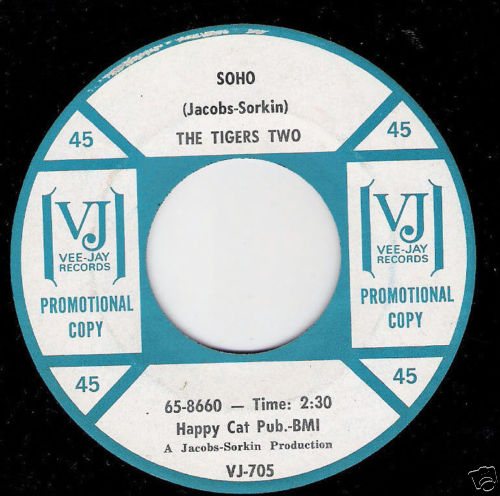 SOHO
(Jacobs-Sorkin)
THE TIGERS TWO
45
45
VJ
VEE-JAY
RECORDS
PROMOTIONAL
COPY
VJ
VEE-JAY
RECORDS
PROMOTIONAL
COPY
45
45
65-8660 — Time: 2:30
Happy Cat Pub.-BMI
A Jacobs-Sorkin Production
VJ-705